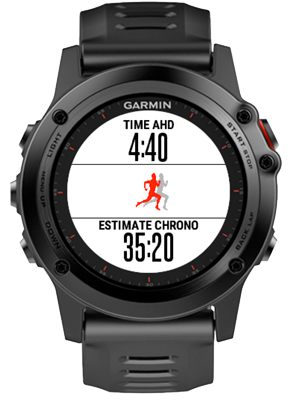 GARMIN
LIGHT
START STOP
TIME AHD
4:40
ESTIMATE CHRONO
35:20
DOWN
BACK LAP